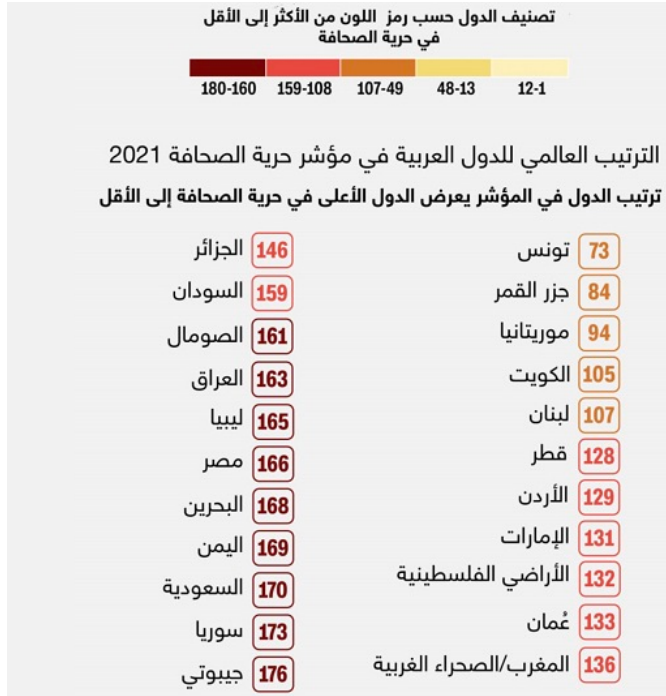 تصنيف الدول حسب رمز اللون من الأكثر إلى الأقل
في حرية الصحافة
12-1
48-13
107-49
159-108
180-160
الترتيب العالمي للدول العربية في مؤشر حرية الصحافة 2021
ترتيب الدول في المؤشر يعرض الدول الأعلى في حرية الصحافة إلى الأقل
73 تونس
84 جزر القمر
94 موريتانيا
105 الكويت
107 لبنان
128 قطر
129 الأردن
131 الإمارات
132 الأراضي الفلسطينية
133 عُمان
136 المغرب/الصحراء الغربية
146 الجزائر
159 السودان
161 الصومال
163 العراق
165 ليبيا
166 مصر
168 البحرين
169 اليمن
170 السعودية
173 سوريا
176 جيبوتي